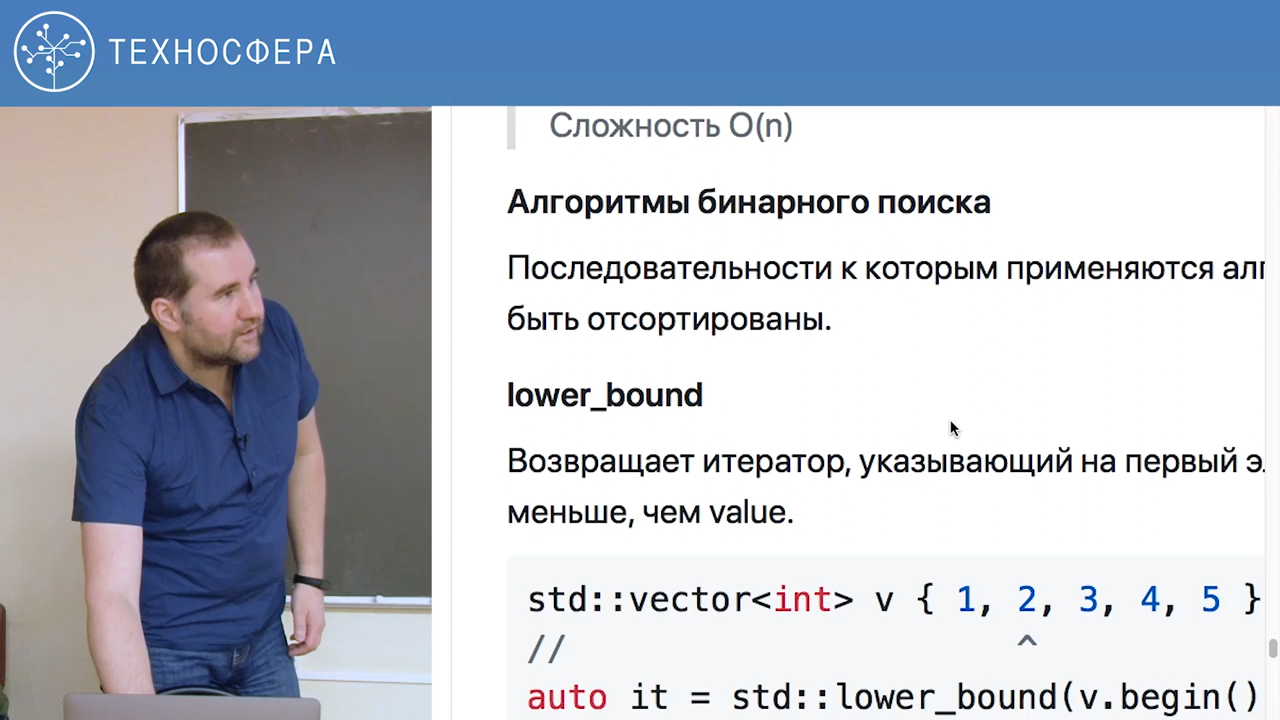 ТЕХНОСФЕРА
Сложность O(n)
Алгоритмы бинарного поиска
Последовательности к которым применяются
быть отсортированы.
lower_bound
Возвращает итератор, указывающий на первый
меньше, чем value.
std::vector<int> v { 1, 2, 3, 4, 5 }
// ^
auto it = std::lower_bound(v.begin()